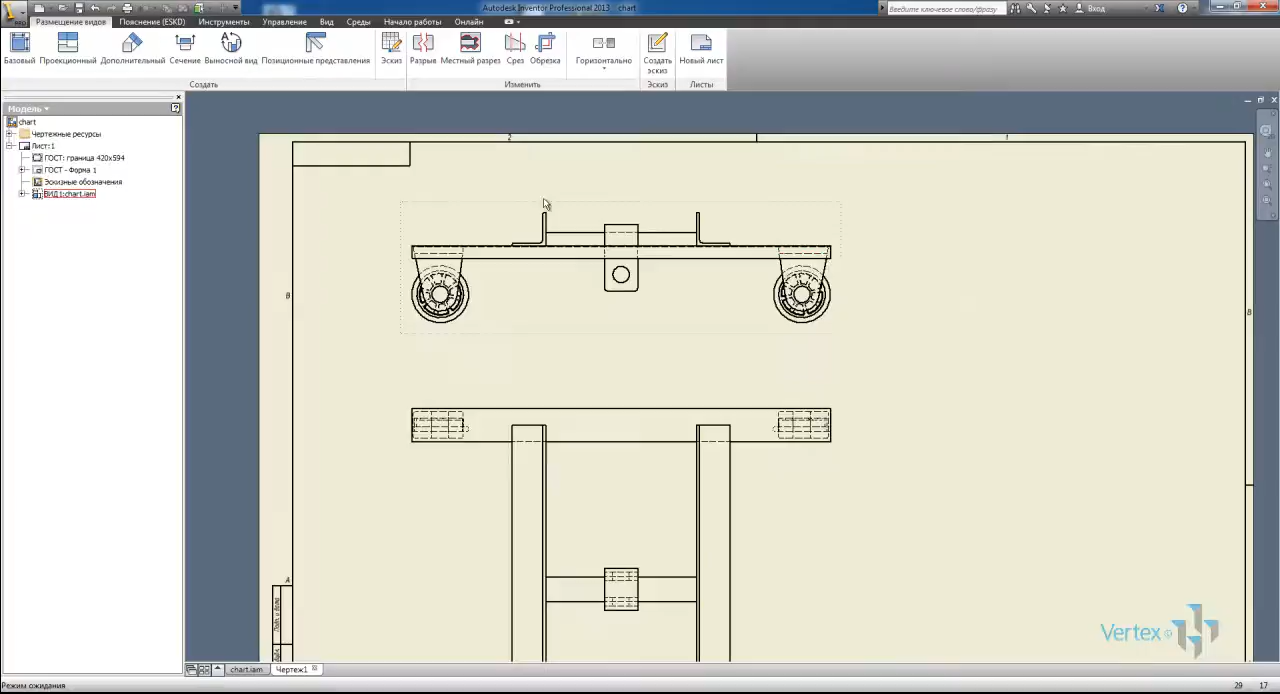 Autodesk Inventor Professional 2013 chart
Введите ключевое слово/фразу
Вход
PRO
Размещение видов
Пояснение (ESKD)
Инструменты
Управление
Вид
Среды
Начало работы
Онлайн
Базовый
Проекционный
Дополнительный
Сечение
Выносной вид
Позиционные представления
Эскиз
Разрыв
Местный разрез
Срез
Обрезка
Горизонтально
Создать эскиз
Новый лист
Создать
Изменить
Эскиз
Листы
Модель
chart
Чертежные ресурсы
Лист:1
ГОСТ: граница 420x594
ГОСТ - Форма 1
Эскизные обозначения
ВИД1:chart.iam
2
1
B
B
A
Подп. и дата
Vertex
chart.iam
Чертеж1
Режим ожидания
29
17